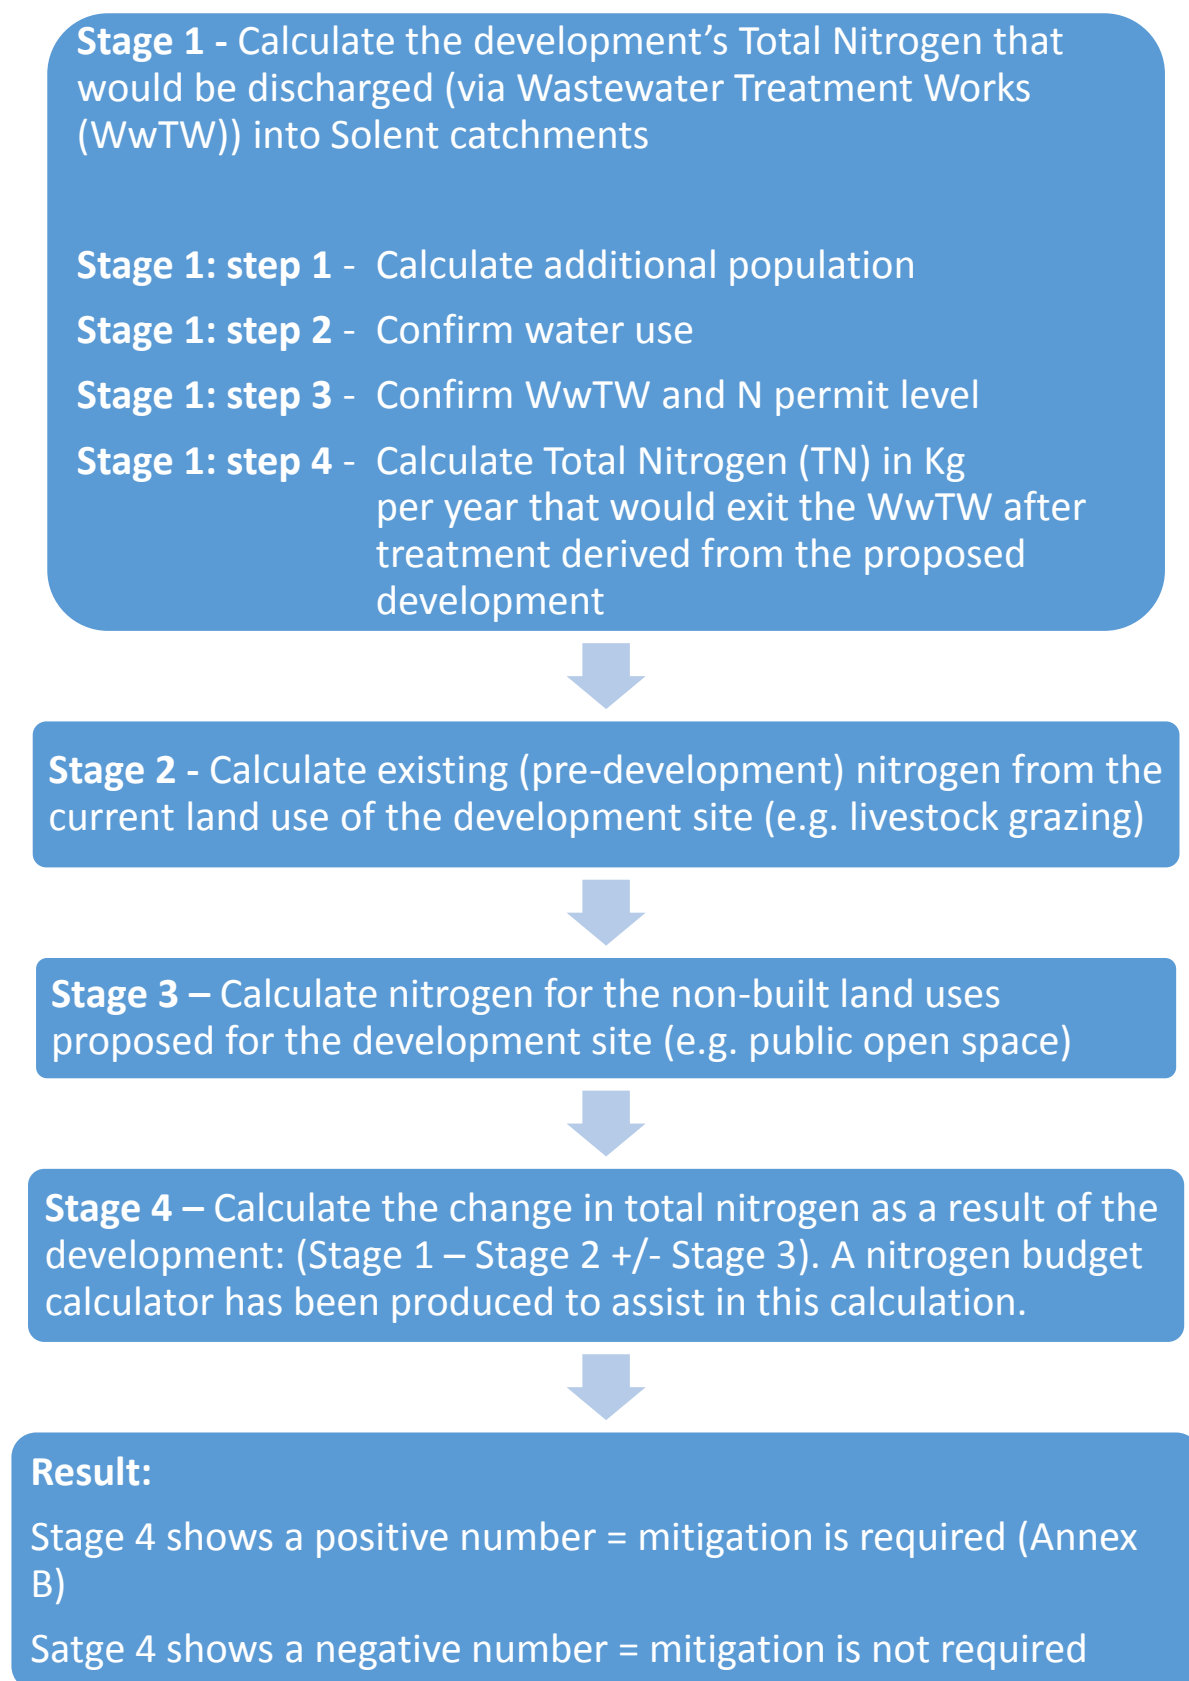 Stage 1 - Calculate the development’s Total Nitrogen that
would be discharged (via Wastewater Treatment Works
(WwTW)) into Solent catchments
Stage 1: step 1 - Calculate additional population
Stage 1: step 2 - Confirm water use
Stage 1: step 3 - Confirm WwTW and N permit level
Stage 1: step 4 - Calculate Total Nitrogen (TN) in Kg
per year that would exit the WwTW after
treatment derived from the proposed
development
Stage 2 - Calculate existing (pre-development) nitrogen from the
current land use of the development site (e.g. livestock grazing)
Stage 3 – Calculate nitrogen for the non-built land uses
proposed for the development site (e.g. public open space)
Stage 4 – Calculate the change in total nitrogen as a result of the
development: (Stage 1 – Stage 2 +/- Stage 3). A nitrogen budget
calculator has been produced to assist in this calculation.
Result:
Stage 4 shows a positive number = mitigation is required (Annex
B)
Satge 4 shows a negative number = mitigation is not required